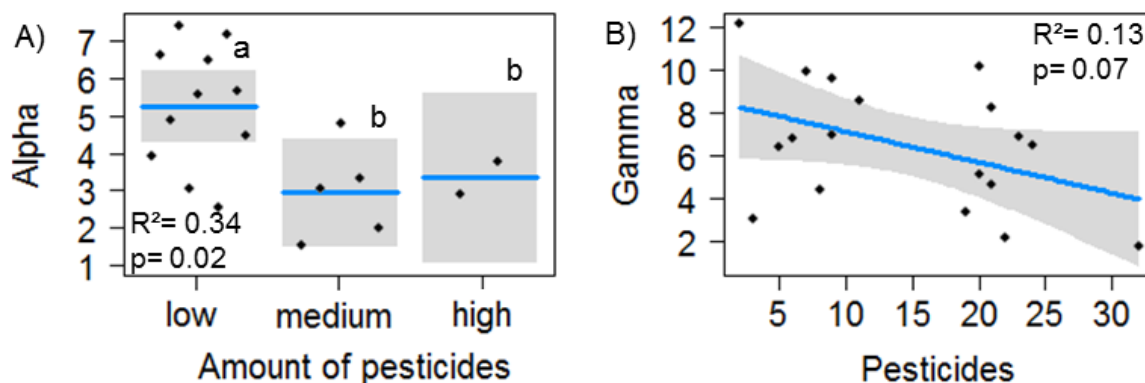 A)
Alpha
7
6
5
4
3
2
1
a
b
b
R²= 0.34
p= 0.02
low medium high
Amount of pesticides
B)
Gamma
12
10
8
6
4
2
R²= 0.13
p= 0.07
5 10 15 20 25 30
Pesticides